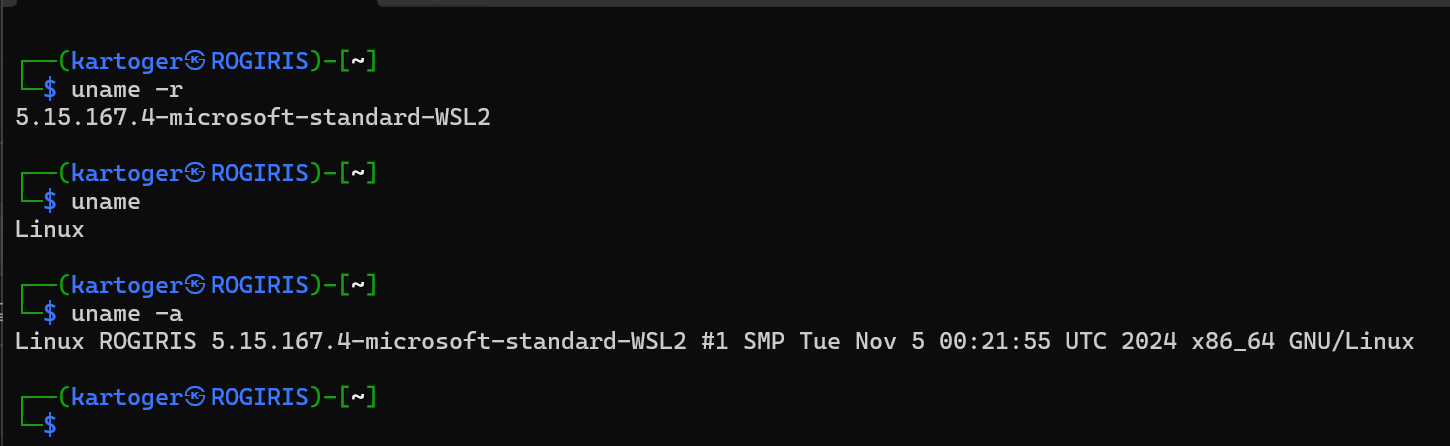 ┌──(kartoger㉿ROGIRIS)-[~]
└─$ uname -r
5.15.167.4-microsoft-standard-WSL2
┌──(kartoger㉿ROGIRIS)-[~]
└─$ uname
Linux
┌──(kartoger㉿ROGIRIS)-[~]
└─$ uname -a
Linux ROGIRIS 5.15.167.4-microsoft-standard-WSL2 #1 SMP Tue Nov 5 00:21:55 UTC 2024 x86_64 GNU/Linux
┌──(kartoger㉿ROGIRIS)-[~]
└─$